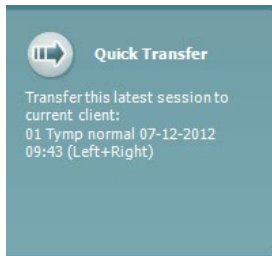 Quick Transfer
Transfer this latest session to
current client:
01 Tymp normal 07-12-2012
09:43 (Left+Right)